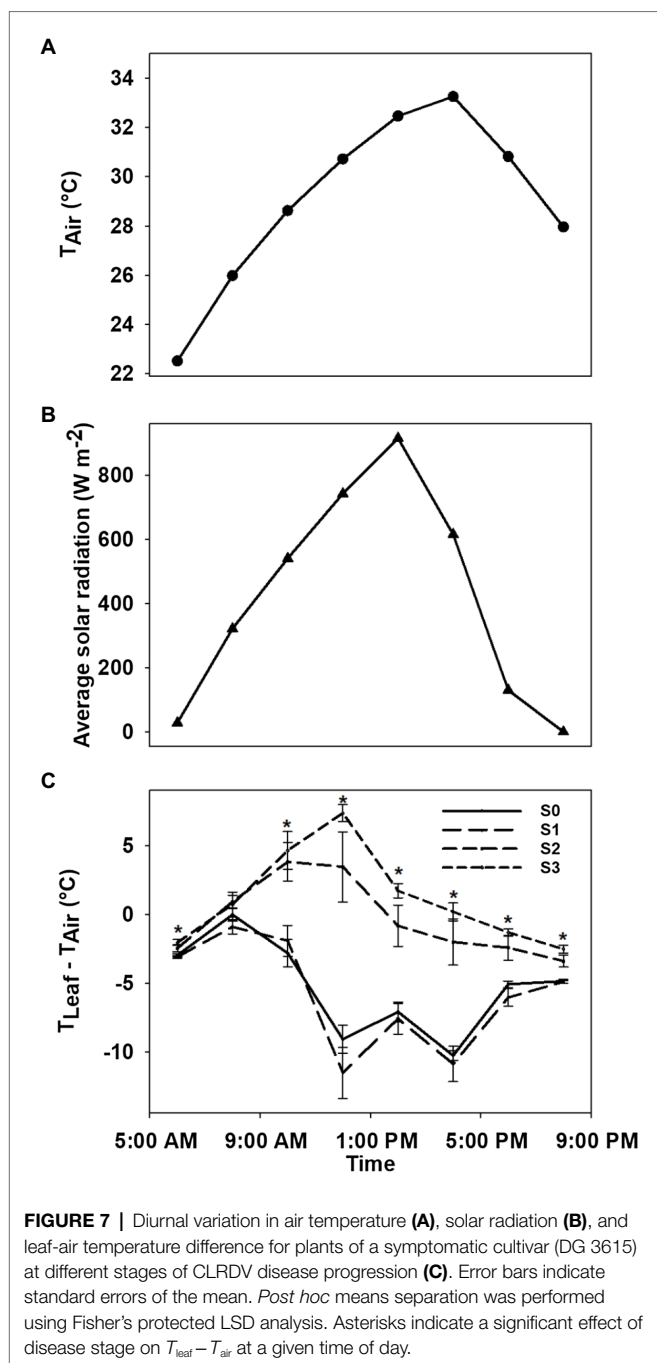 A
34
32
30
28
26
24
22
T Air (°C)
B
800
600
400
200
0
Average solar radiation (W m-2)
C
5
0
-5
-10
TLeaf - TAir (°C)
*
*
*
*
*
*
*
S0
S1
S2
S3
5:00 AM 9:00 AM 1:00 PM 5:00 PM 9:00 PM
Time
FIGURE 7 | Diurnal variation in air temperature (A), solar radiation (B), and
leaf-air temperature difference for plants of a symptomatic cultivar (DG 3615)
at different stages of CLRDV disease progression (C). Error bars indicate
standard errors of the mean. Post hoc means separation was performed
using Fisher's protected LSD analysis. Asterisks indicate a significant effect of
disease stage on Tleaf – Tair at a given time of day.